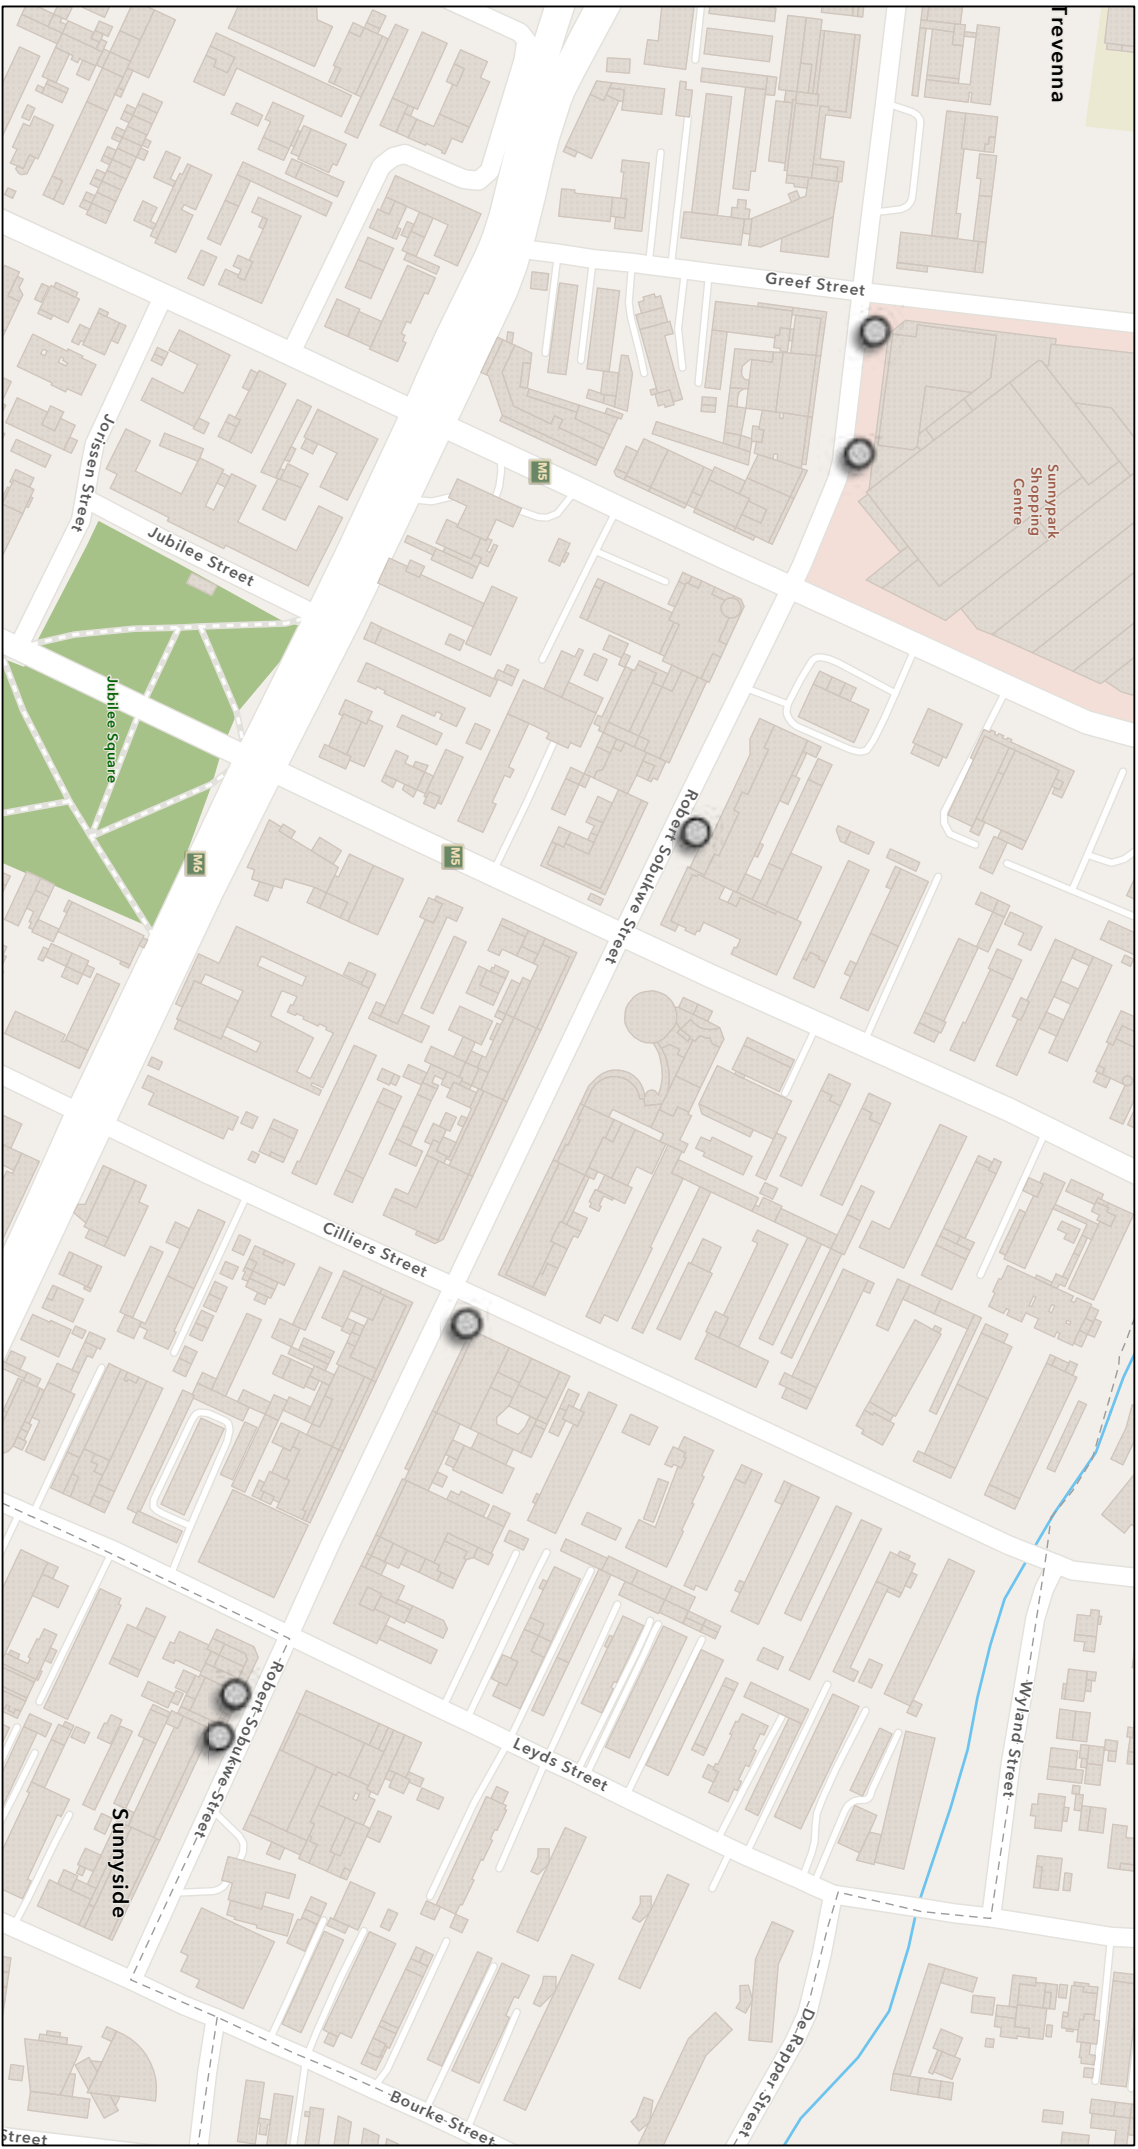 Trevenna
Greef Street
Jorissen Street
M5
Sunnypark
Shopping
Centre
Jubilee Street
Jubilee Square
Robert Sobukwe Street
M6
M5
Cilliers Street
Robert Sobukwe Street
Wyland Street
Leyds Street
Sunnyside
De Rapper Street
Bourke Street
Street